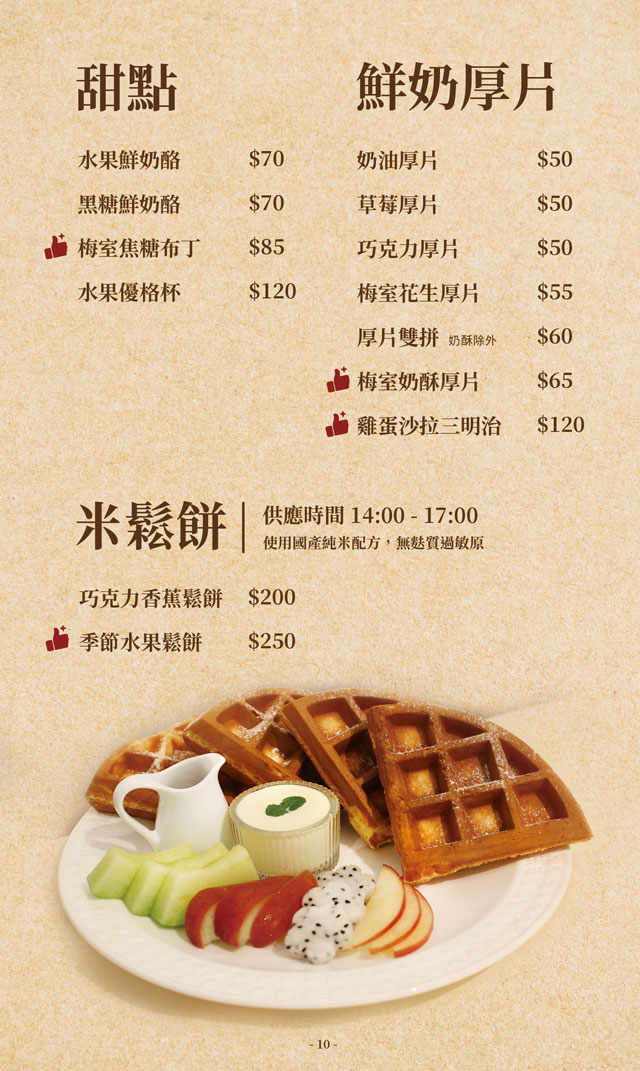 甜點
水果鮮奶酪 $70
黑糖鮮奶酪 $70
梅室焦糖布丁 $85
水果優格杯 $120
鮮奶厚片
奶油厚片 $50
草莓厚片 $50
巧克力厚片 $50
梅室花生厚片 $55
厚片雙拼 奶酥除外 $60
梅室奶酥厚片 $65
雞蛋沙拉三明治 $120
米鬆餅
供應時間 14:00 - 17:00
使用國產純米配方，無麩質過敏原
巧克力香蕉鬆餅 $200
季節水果鬆餅 $250
- 10 -